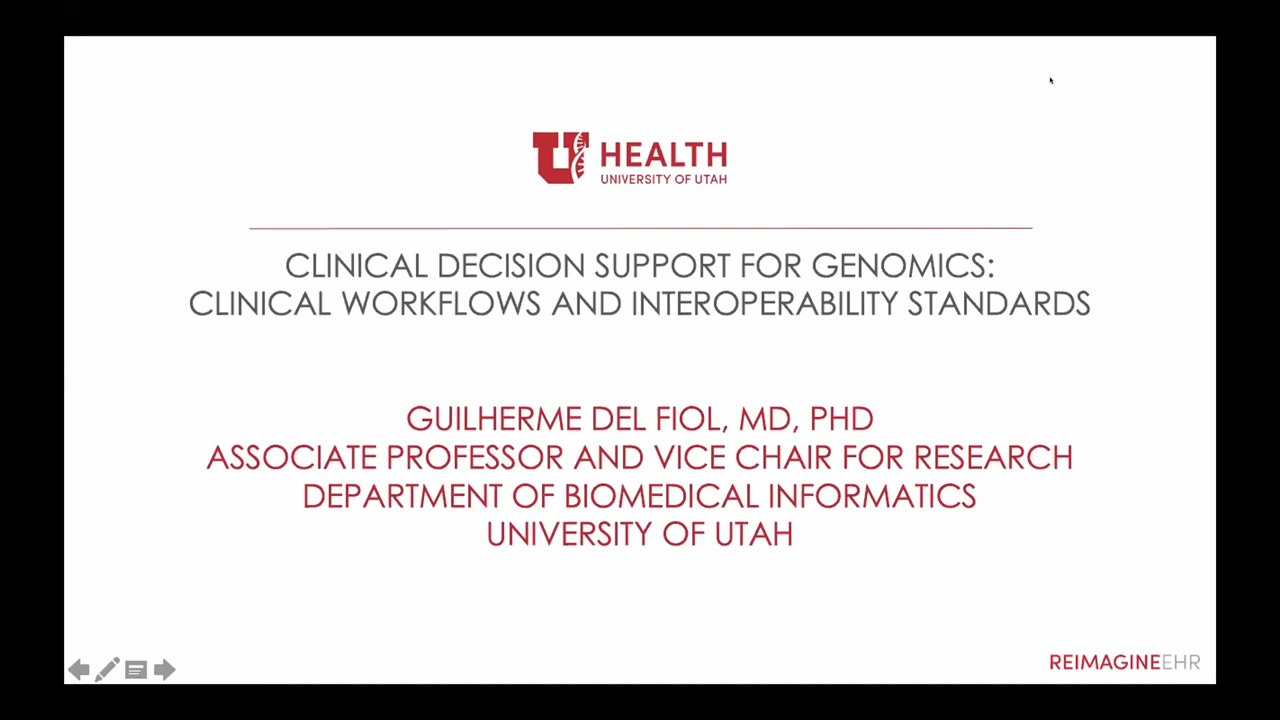 HEALTH
UNIVERSITY OF UTAH
CLINICAL DECISION SUPPORT FOR GENOMICS:
CLINICAL WORKFLOWS AND INTEROPERABILITY STANDARDS
GUILHERME DEL FIOL, MD, PHD
ASSOCIATE PROFESSOR AND VICE CHAIR FOR RESEARCH
DEPARTMENT OF BIOMEDICAL INFORMATICS
UNIVERSITY OF UTAH
REIMAGINEEHR